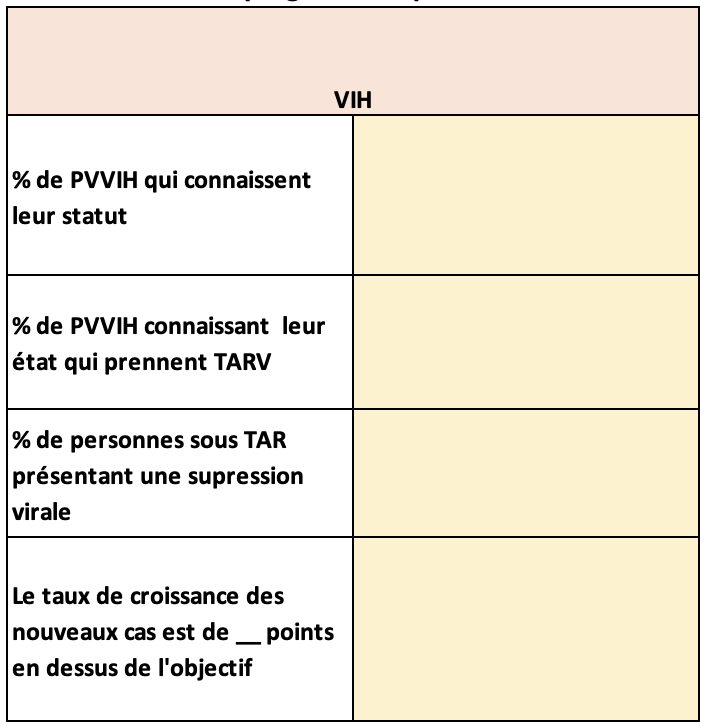 VIH
% de PVVIH qui connaissent
leur statut
% de PVVIH connaissant  leur
état qui prennent TARV
% de personnes sous TAR
présentant une supression
virale
Le taux de croissance des
nouveaux cas est de __ points
en dessus de l'objectif